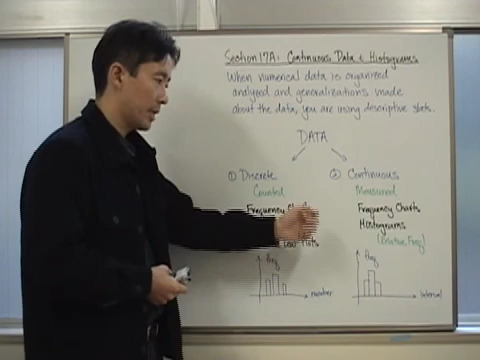 Section 17A: Continuous Data & Histograms
When numerical data is organized
analyzed and generalizations made
about the data, you are using descriptive stats.
DATA
① Discrete
Counted
Frequency
freq
number
② Continuous
Measured
Frequency Charts
Hostograms
(Relative Freq)
freq
interval